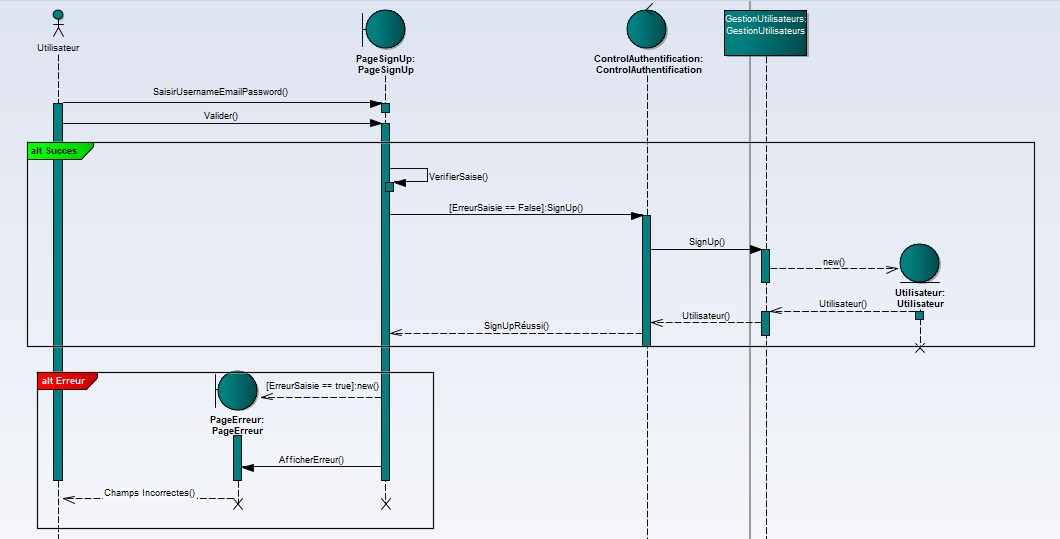 Utilisateur
PageSignUp:
PageSignUp
ControlAuthentification:
ControlAuthentification
GestionUtilisateurs:
GestionUtilisateurs
SaisirUsernameEmailPassword()
Valider()
alt Succes
VerifierSaise()
[ErreurSaisie == False]:SignUp()
SignUp()
new()
Utilisateur:
Utilisateur
Utilisateur()
Utilisateur()
SignUpRéussi()
alt Erreur
[ErreurSaisie == true]:new()
PageErreur:
PageErreur
AfficherErreur()
Champs Incorrectes()